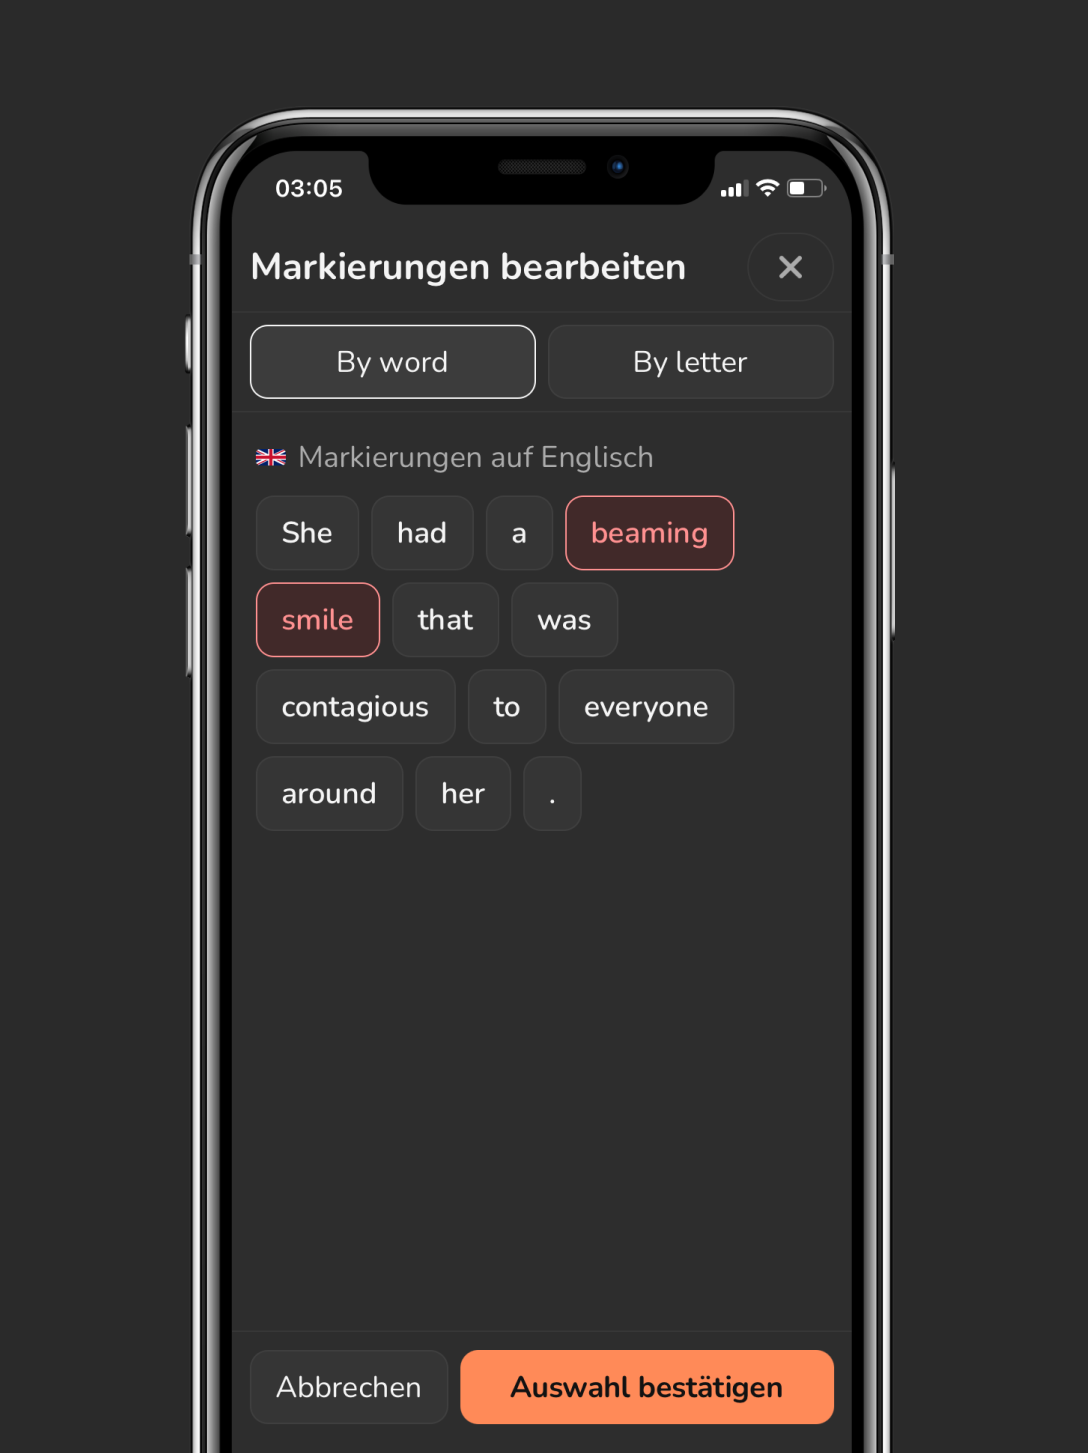 03:05
Markierungen bearbeiten
By word By letter
Markierungen auf Englisch
She had a beaming
smile that was
contagious to everyone
around her .
Abbrechen Auswahl bestätigen